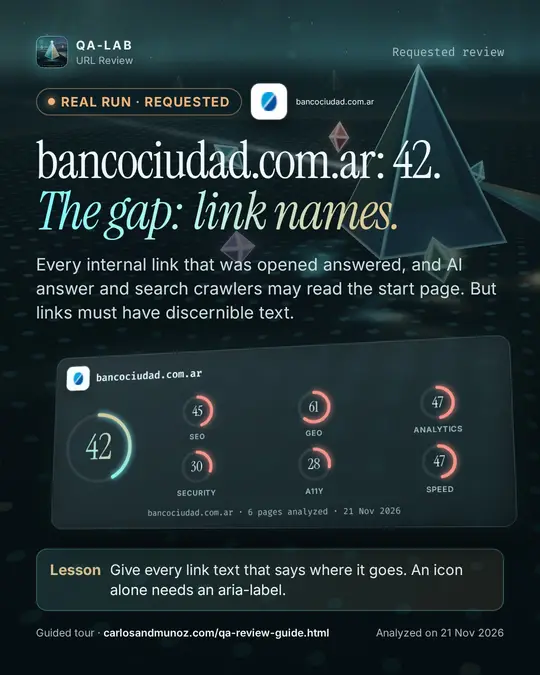 QA-LAB
URL Review
Requested review
REAL RUN · REQUESTED
bancociudad.com.ar
bancociudad.com.ar: 42.
The gap: link names.
Every internal link that was opened answered, and AI
answer and search crawlers may read the start page. But
links must have discernible text.
bancociudad.com.ar
42
45
SEO
61
GEO
47
ANALYTICS
30
SECURITY
28
A11Y
47
SPEED
bancociudad.com.ar · 6 pages analyzed · 21 Nov 2026
Lesson
Give every link text that says where it goes. An icon
alone needs an aria-label.
Guided tour · carlosandmunoz.com/qa-review-guide.html
Analyzed on 21 Nov 2026